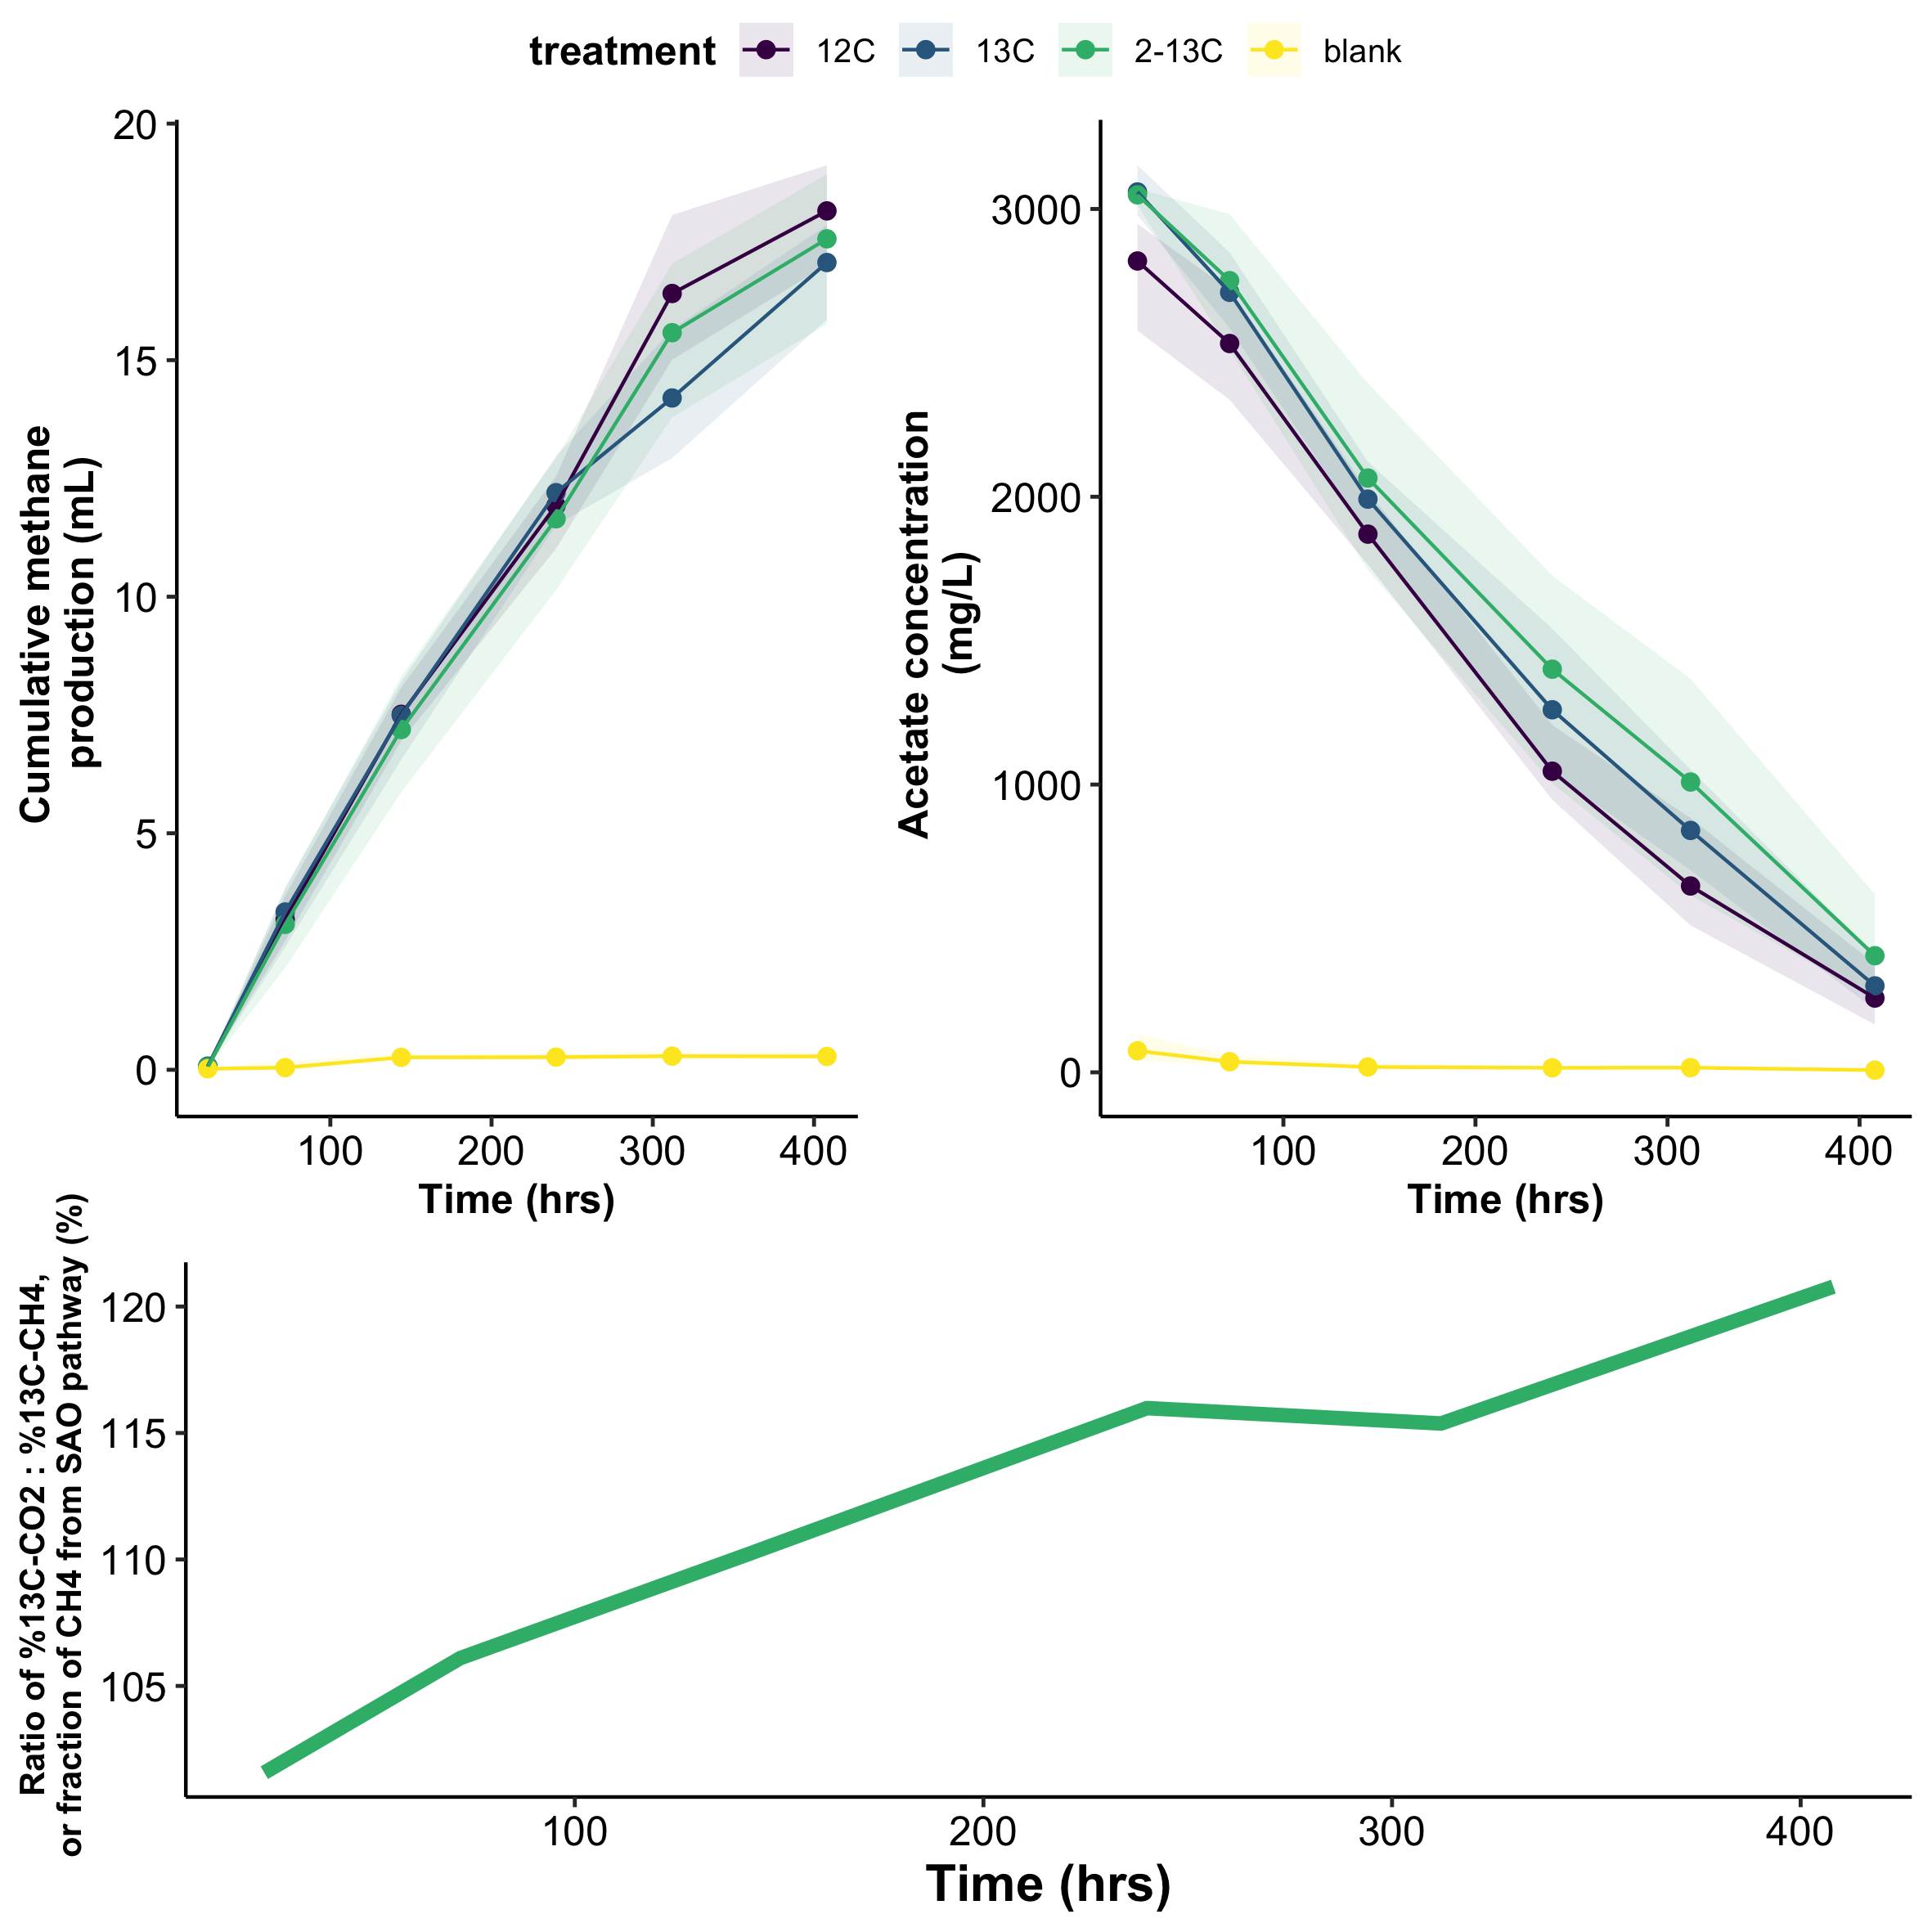 treatment 12C 13C 2-13C blank
Cumulative methane
production (mL)
20
15
10
5
0
100 200 300 400
Time (hrs)
Acetate concentration
(mg/L)
3000
2000
1000
0
100 200 300 400
Time (hrs)
Ratio of %13C-CO2 : %13C-CH4,
or fraction of CH4 from SAO pathway (%)
120
115
110
105
100 200 300 400
Time (hrs)